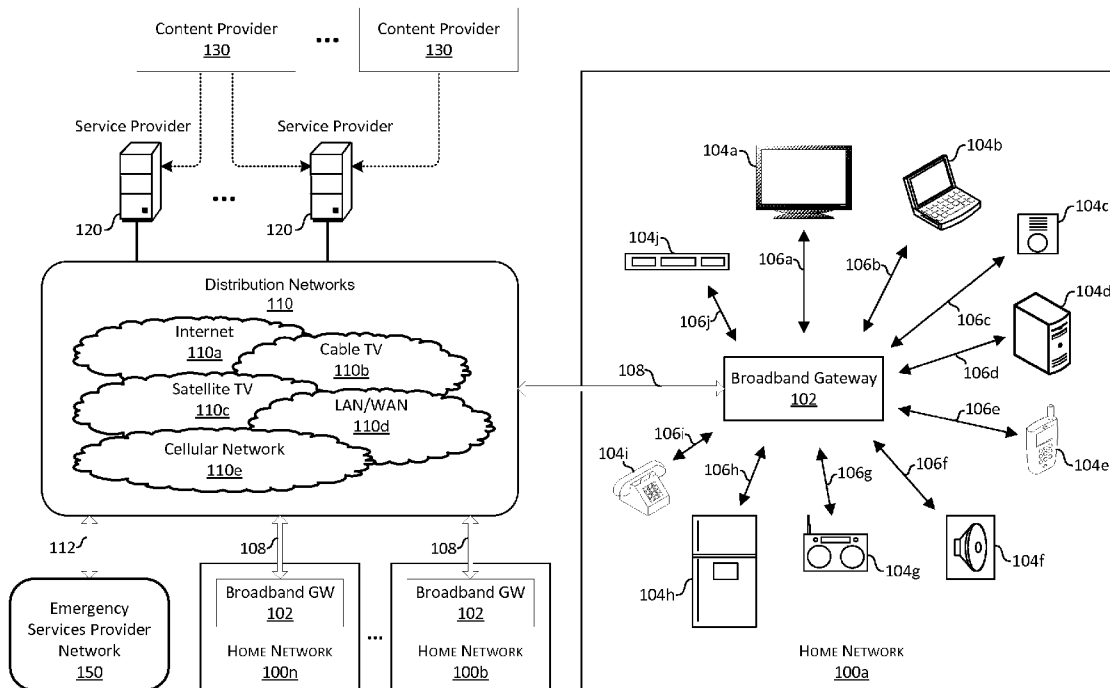 Content Provider
130
...
Content Provider
130
Service Provider
Service Provider
...
120
120
Distribution Networks
110
Internet
110a
Cable TV
110b
Satellite TV
110c
LAN/WAN
110d
Cellular Network
110e
112
108
108
108
Emergency
Services Provider
Network
150
Broadband GW
102
HOME NETWORK
100n
...
Broadband GW
102
HOME NETWORK
100b
104a
104b
104c
104j
106a
106b
104d
106j
106c
106d
Broadband Gateway
102
106e
106i
104i
106h
106g
106f
104e
104h
104g
104f
HOME NETWORK
100a